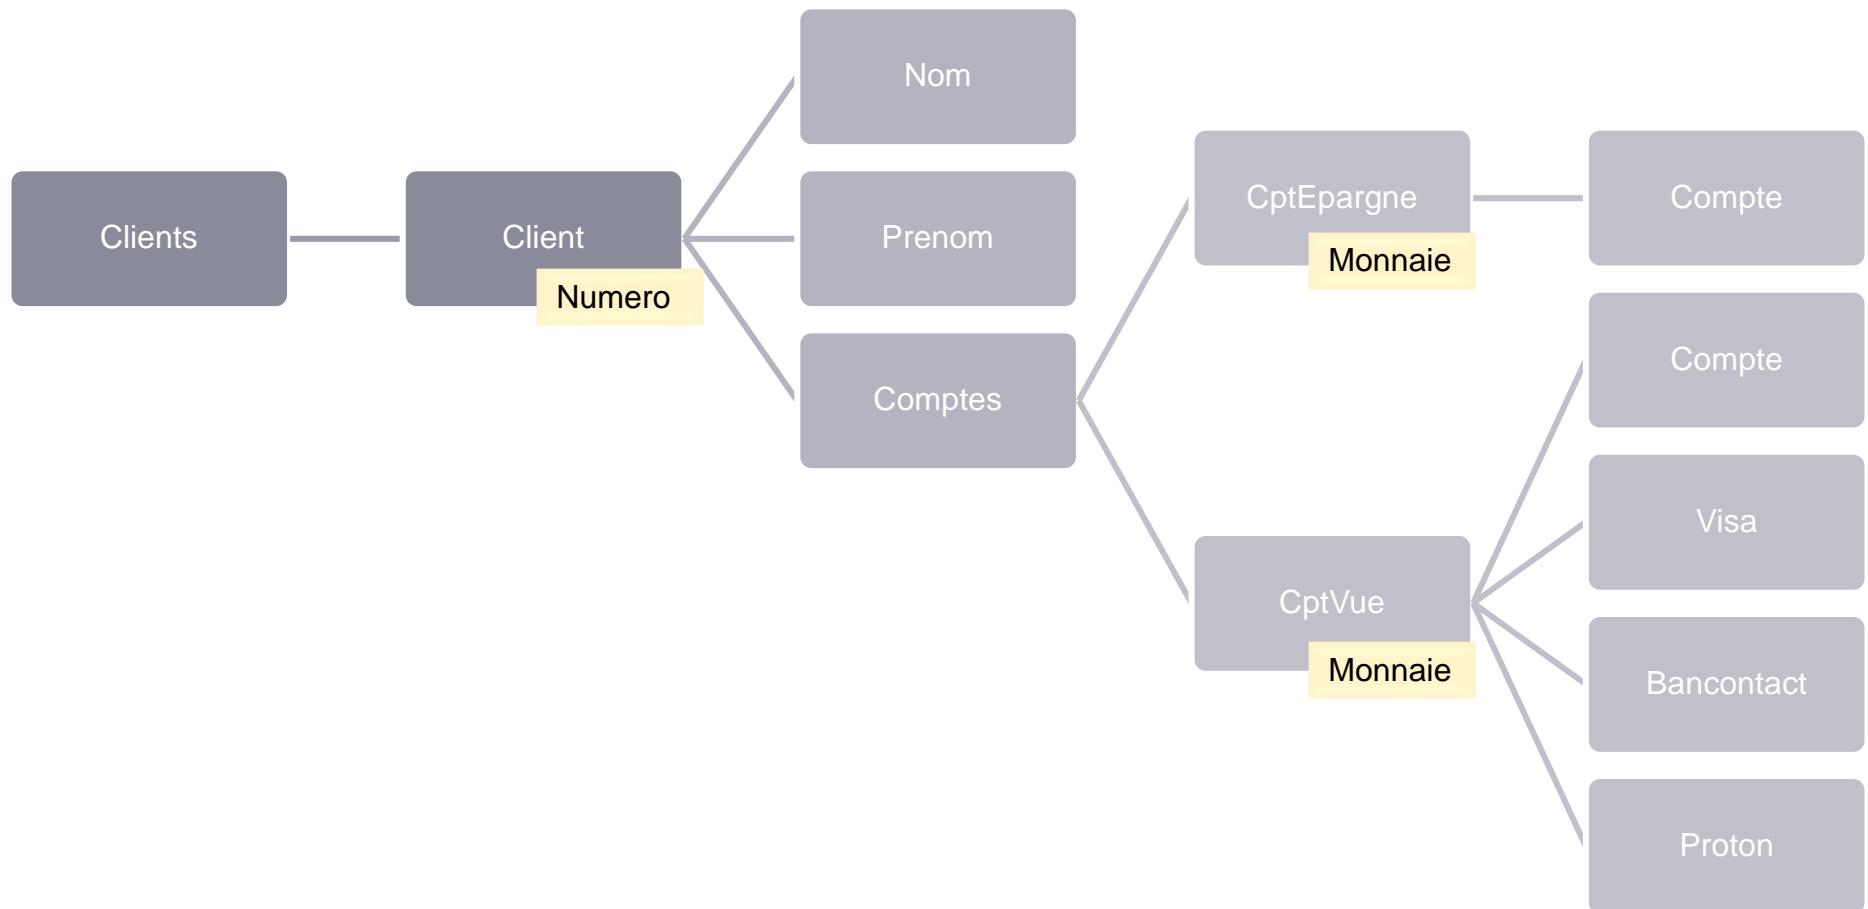 Clients
Client
Numero
Nom
Prenom
Comptes
CptEpargne
Monnaie
Compte
CptVue
Monnaie
Compte
Visa
Bancontact
Proton